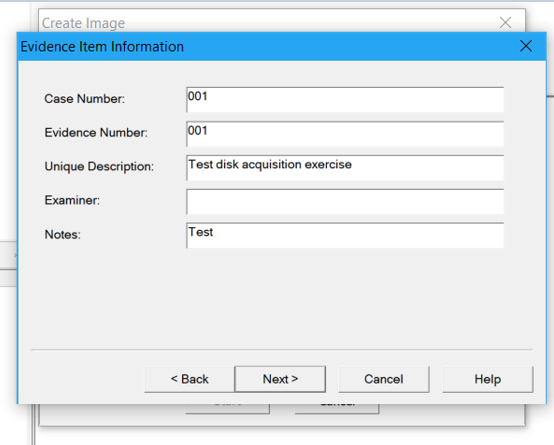 Create Image
Evidence Item Information
Case Number: 001
Evidence Number: 001
Unique Description: Test disk acquisition exercise
Examiner:
Notes: Test
< Back Next > Cancel Help